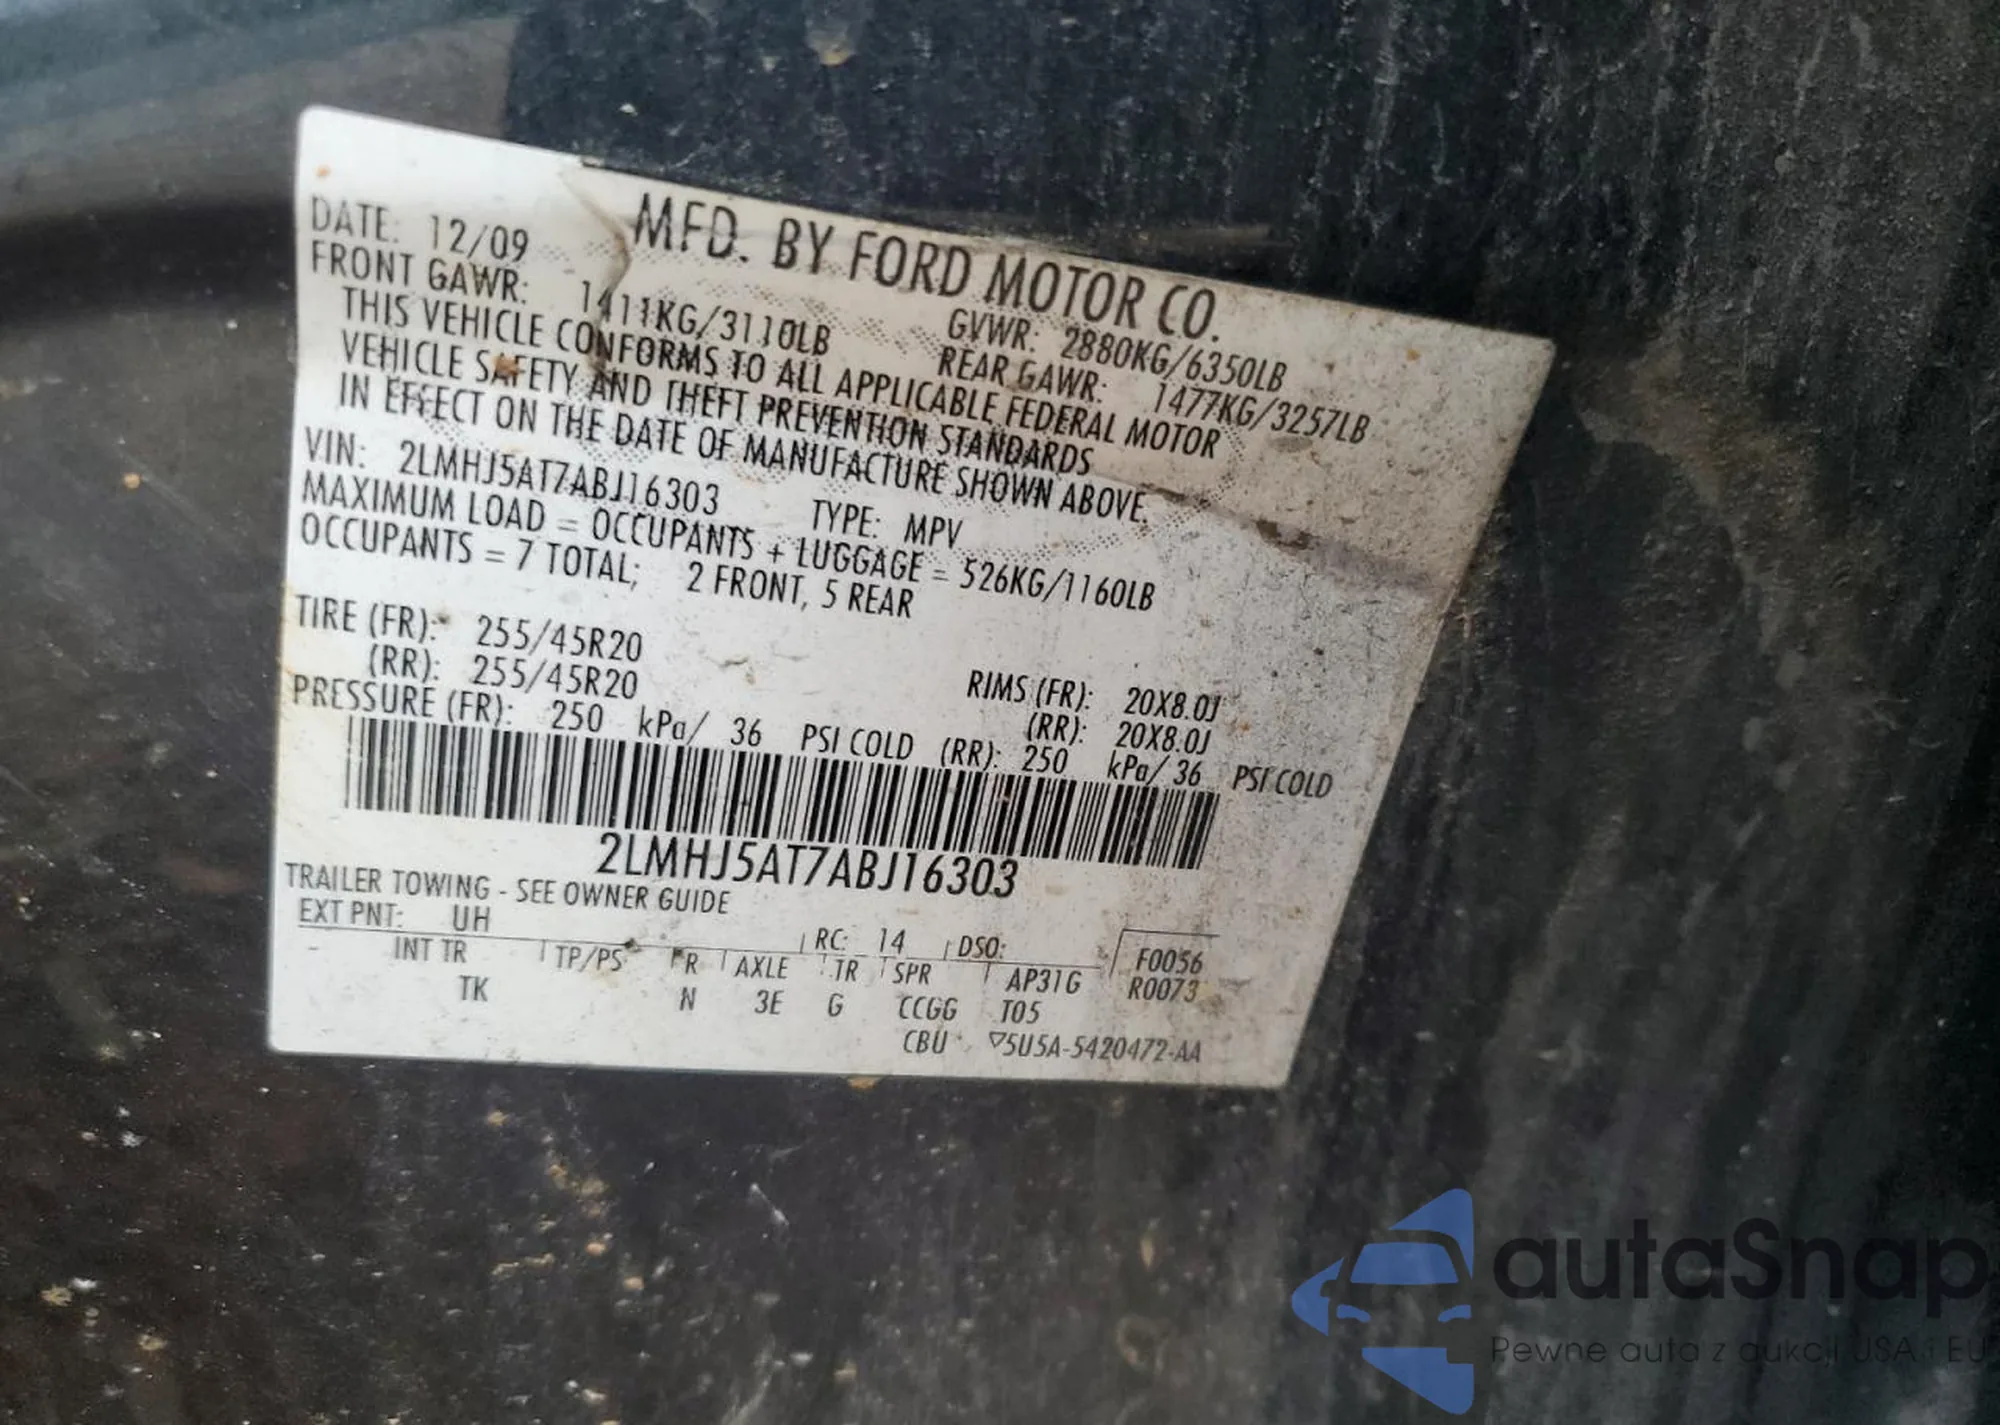 MFD. BY FORD MOTOR CO.
DATE: 12/09
GVWR: 2880KG/6350LB
FRONT GAWR: 1411KG/3110LB
REAR GAWR: 1477KG/3257LB
THIS VEHICLE CONFORMS TO ALL APPLICABLE FEDERAL MOTOR
VEHICLE SAFETY AND THEFT PREVENTION STANDARDS
IN EFFECT ON THE DATE OF MANUFACTURE SHOWN ABOVE.
VIN: 2LMHJ5AT7ABJ16303 TYPE: MPV
MAXIMUM LOAD = OCCUPANTS + LUGGAGE = 526KG/1160LB
OCCUPANTS = 7 TOTAL; 2 FRONT, 5 REAR
TIRE (FR): 255/45R20 RIMS (FR): 20X8.0J
(RR): 255/45R20 (RR): 20X8.0J
PRESSURE (FR): 250 kPa/ 36 PSI COLD (RR): 250 kPa/ 36 PSI COLD
2LMHJ5AT7ABJ16303
TRAILER TOWING - SEE OWNER GUIDE
EXT PNT: UH RC: 14 DSO: F0056
INT TR TP/PS R AXLE TR SPR AP31G R0073
TK N 3E G CCGG T05
CBU ▽5U5A-5420472-AA
autaSnap
Pewne auta z aukcji USA i EU